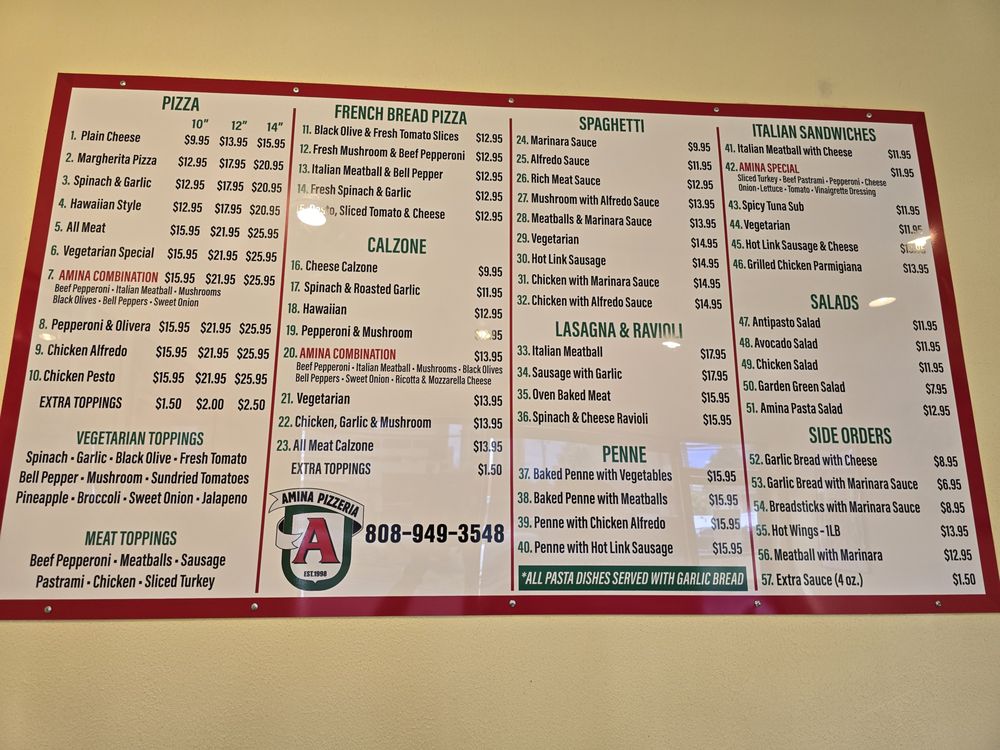 PIZZA
10" 12" 14"
1. Plain Cheese $9.95 $13.95 $15.95
2. Margherita Pizza $12.95 $17.95 $20.95
3. Spinach & Garlic $12.95 $17.95 $20.95
4. Hawaiian Style $12.95 $17.95 $20.95
5. All Meat $15.95 $21.95 $25.95
6. Vegetarian Special $15.95 $21.95 $25.95
7. AMINA COMBINATION $15.95 $21.95 $25.95
Beef Pepperoni • Italian Meatball • Mushrooms
Black Olives • Bell Peppers • Sweet Onion
8. Pepperoni & Olivera $15.95 $21.95 $25.95
9. Chicken Alfredo $15.95 $21.95 $25.95
10. Chicken Pesto $15.95 $21.95 $25.95
EXTRA TOPPINGS $1.50 $2.00 $2.50
VEGETARIAN TOPPINGS
Spinach • Garlic • Black Olive • Fresh Tomato
Bell Pepper • Mushroom • Sundried Tomatoes
Pineapple • Broccoli • Sweet Onion • Jalapeno
MEAT TOPPINGS
Beef Pepperoni • Meatballs • Sausage
Pastrami • Chicken • Sliced Turkey
FRENCH BREAD PIZZA
11. Black Olive & Fresh Tomato Slices $12.95
12. Fresh Mushroom & Beef Pepperoni $12.95
13. Italian Meatball & Bell Pepper $12.95
14. Fresh Spinach & Garlic $12.95
Sliced Tomato & Cheese $12.95
CALZONE
16. Cheese Calzone $9.95
17. Spinach & Roasted Garlic $11.95
18. Hawaiian $12.95
19. Pepperoni & Mushroom
20. AMINA COMBINATION $13.95
Beef Pepperoni • Italian Meatball • Mushrooms • Black Olives
Bell Peppers • Sweet Onion • Ricotta & Mozzarella Cheese
21. Vegetarian $13.95
22. Chicken, Garlic & Mushroom $13.95
23. All Meat Calzone $13.95
EXTRA TOPPINGS $1.50
AMINA PIZZERIA
A
EST.1998
808-949-3548
SPAGHETTI
24. Marinara Sauce $9.95
25. Alfredo Sauce $11.95
26. Rich Meat Sauce $12.95
27. Mushroom with Alfredo Sauce $13.95
28. Meatballs & Marinara Sauce $13.95
29. Vegetarian $14.95
30. Hot Link Sausage $14.95
31. Chicken with Marinara Sauce $14.95
32. Chicken with Alfredo Sauce $14.95
LASAGNA & RAVIOLI
33. Italian Meatball $17.95
34. Sausage with Garlic $17.95
35. Oven Baked Meat $15.95
36. Spinach & Cheese Ravioli $15.95
PENNE
37. Baked Penne with Vegetables $15.95
38. Baked Penne with Meatballs $15.95
39. Penne with Chicken Alfredo $15.95
40. Penne with Hot Link Sausage $15.95
*ALL PASTA DISHES SERVED WITH GARLIC BREAD
ITALIAN SANDWICHES
41. Italian Meatball with Cheese $11.95
42. AMINA SPECIAL $11.95
Sliced Turkey • Beef Pastrami • Pepperoni • Cheese
Onion • Lettuce • Tomato • Vinaigrette Dressing
43. Spicy Tuna Sub $11.95
44. Vegetarian $11.95
45. Hot Link Sausage & Cheese
46. Grilled Chicken Parmigiana $13.95
SALADS
47. Antipasto Salad $11.95
48. Avocado Salad $11.95
49. Chicken Salad $11.95
50. Garden Green Salad $7.95
51. Amina Pasta Salad $12.95
SIDE ORDERS
52. Garlic Bread with Cheese $8.95
53. Garlic Bread with Marinara Sauce $6.95
54. Breadsticks with Marinara Sauce $8.95
55. Hot Wings - 1LB $13.95
56. Meatball with Marinara $12.95
57. Extra Sauce (4 oz.) $1.50